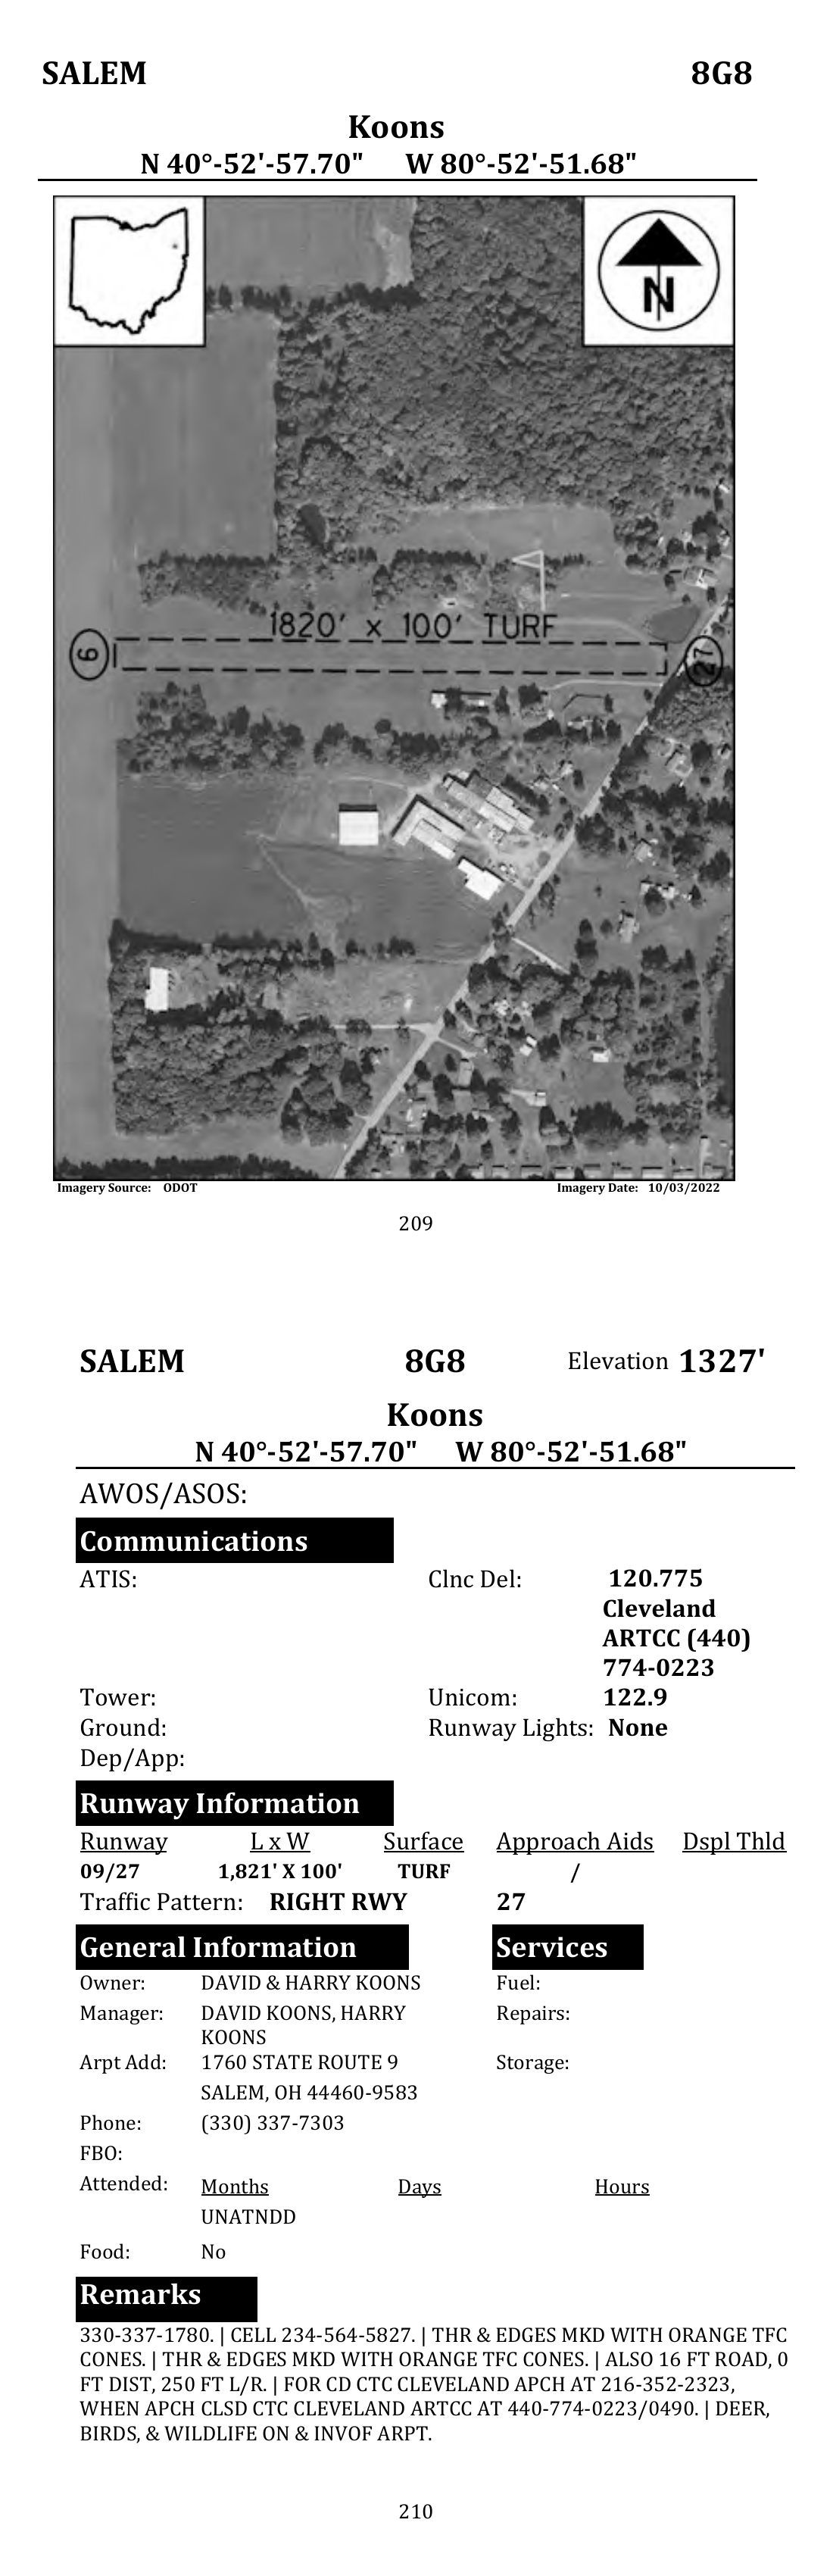 SALEM 8G8
Koons
N 40°-52'-57.70" W 80°-52'-51.68"
N
1820' x 100' TURF
9 27
Imagery Source: ODOT Imagery Date: 10/03/2022
209
SALEM 8G8 Elevation 1327'
Koons
N 40°-52'-57.70" W 80°-52'-51.68"
AWOS/ASOS:
Communications
ATIS: Clnc Del: 120.775
Cleveland
ARTCC (440)
774-0223
Tower: Unicom: 122.9
Ground: Runway Lights: None
Dep/App:
Runway Information
Runway L x W Surface Approach Aids Dspl Thld
09/27 1,821' X 100' TURF /
Traffic Pattern: RIGHT RWY 27
General Information Services
Owner: DAVID & HARRY KOONS Fuel:
Manager: DAVID KOONS, HARRY Repairs:
KOONS
Arpt Add: 1760 STATE ROUTE 9 Storage:
SALEM, OH 44460-9583
Phone: (330) 337-7303
FBO:
Attended: Months Days Hours
UNATNDD
Food: No
Remarks
330-337-1780. | CELL 234-564-5827. | THR & EDGES MKD WITH ORANGE TFC
CONES. | THR & EDGES MKD WITH ORANGE TFC CONES. | ALSO 16 FT ROAD, 0
FT DIST, 250 FT L/R. | FOR CD CTC CLEVELAND APCH AT 216-352-2323,
WHEN APCH CLSD CTC CLEVELAND ARTCC AT 440-774-0223/0490. | DEER,
BIRDS, & WILDLIFE ON & INVOF ARPT.
210